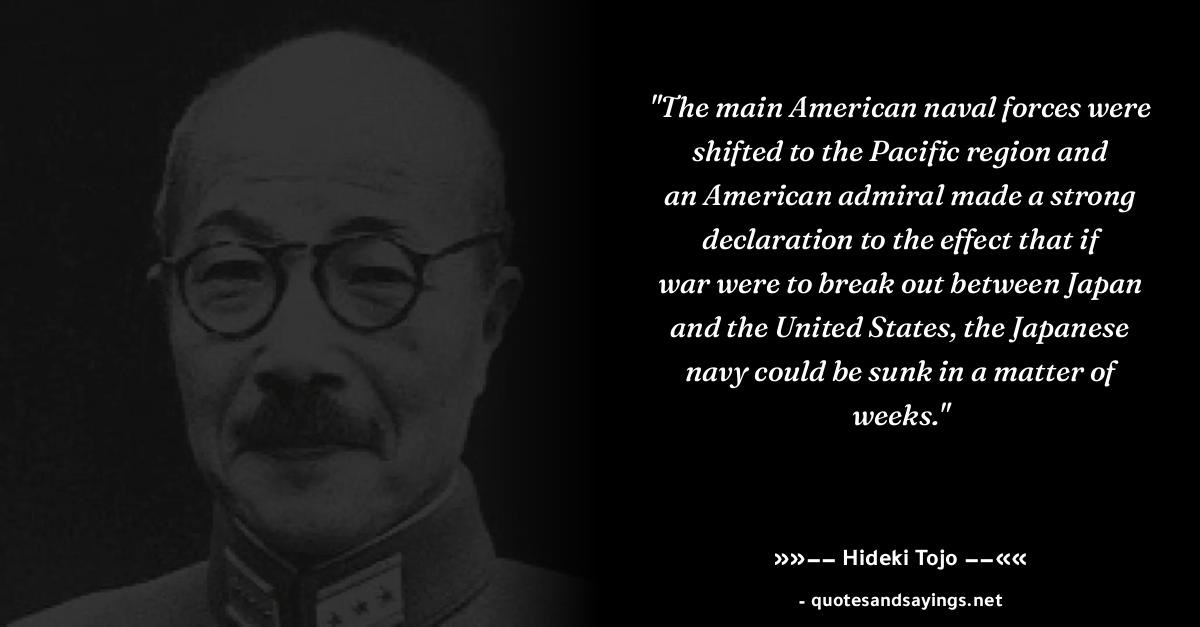 "The main American naval forces were
shifted to the Pacific region and
an American admiral made a strong
declaration to the effect that if
war were to break out between Japan
and the United States, the Japanese
navy could be sunk in a matter of
weeks."
»»−− Hideki Tojo −−««
- quotesandsayings.net